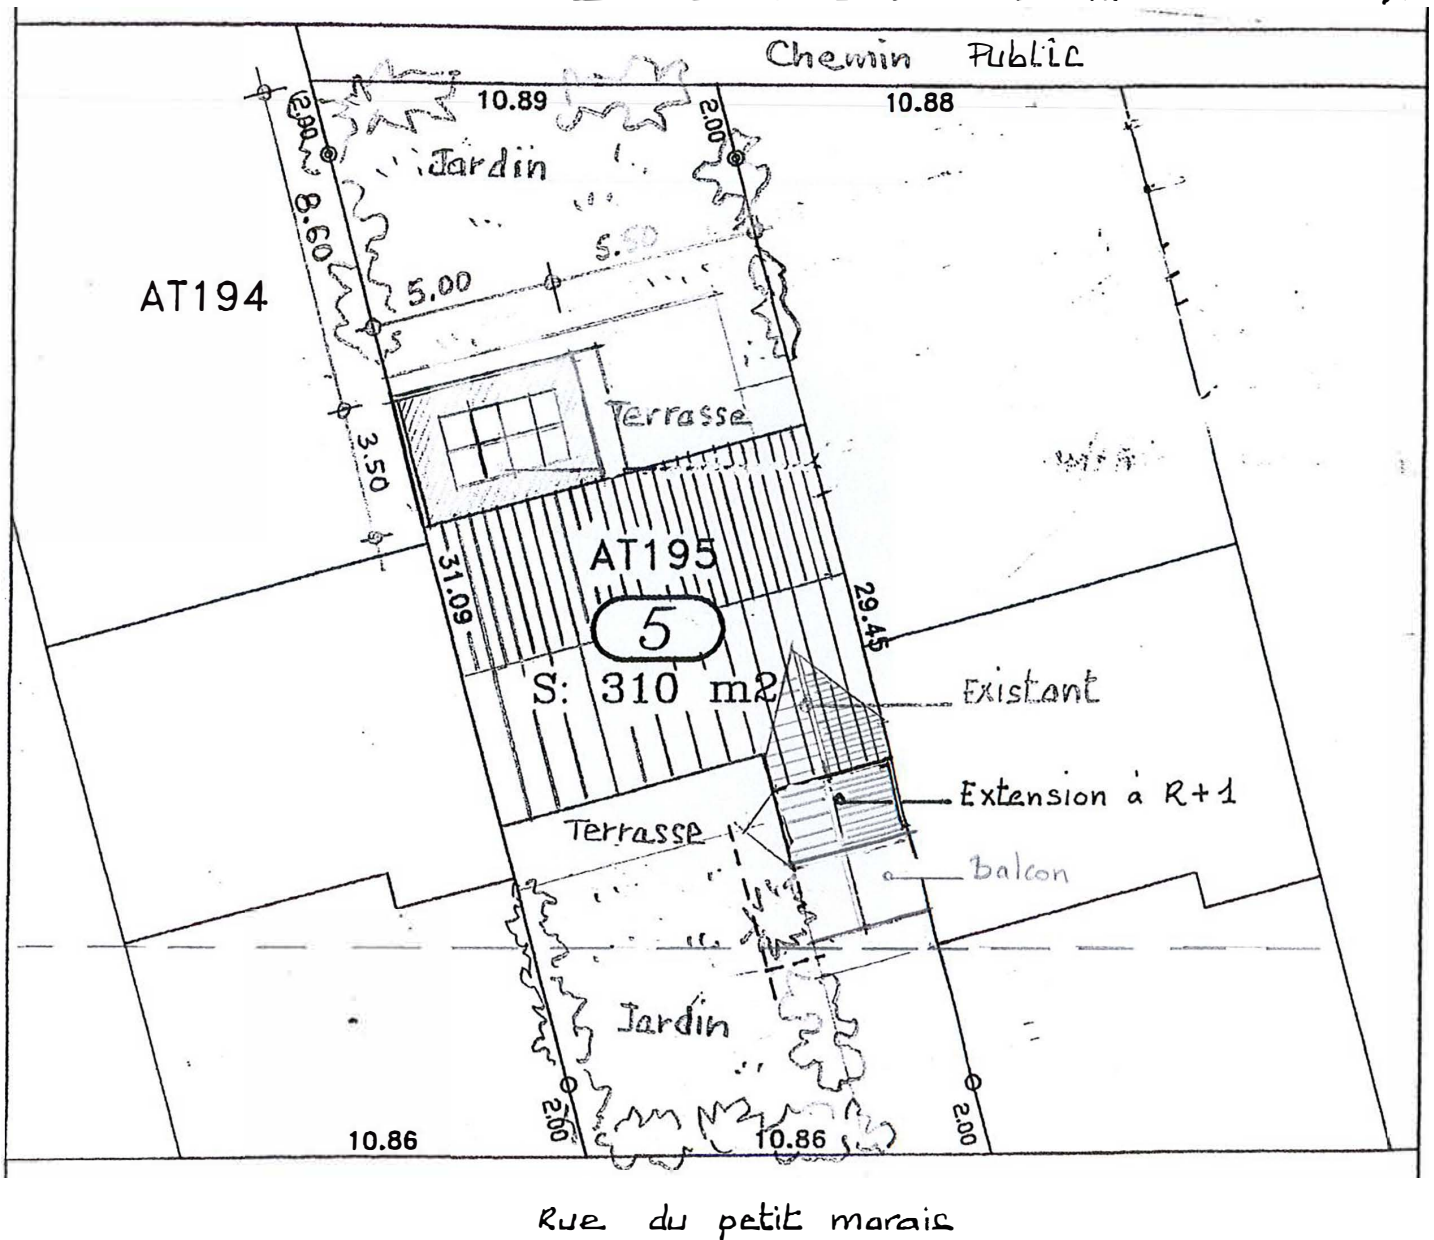 Chemin Public
10.89
10.88
2.00
2.00
Jardin
8.60
5.50
5.00
AT194
Terrasse
3.50
AT195
31.09
5
29.45
S: 310 m2
Existant
Extension à R+1
Terrasse
Balcon
Jardin
2.00
2.00
10.86
10.86
Rue du petit marais